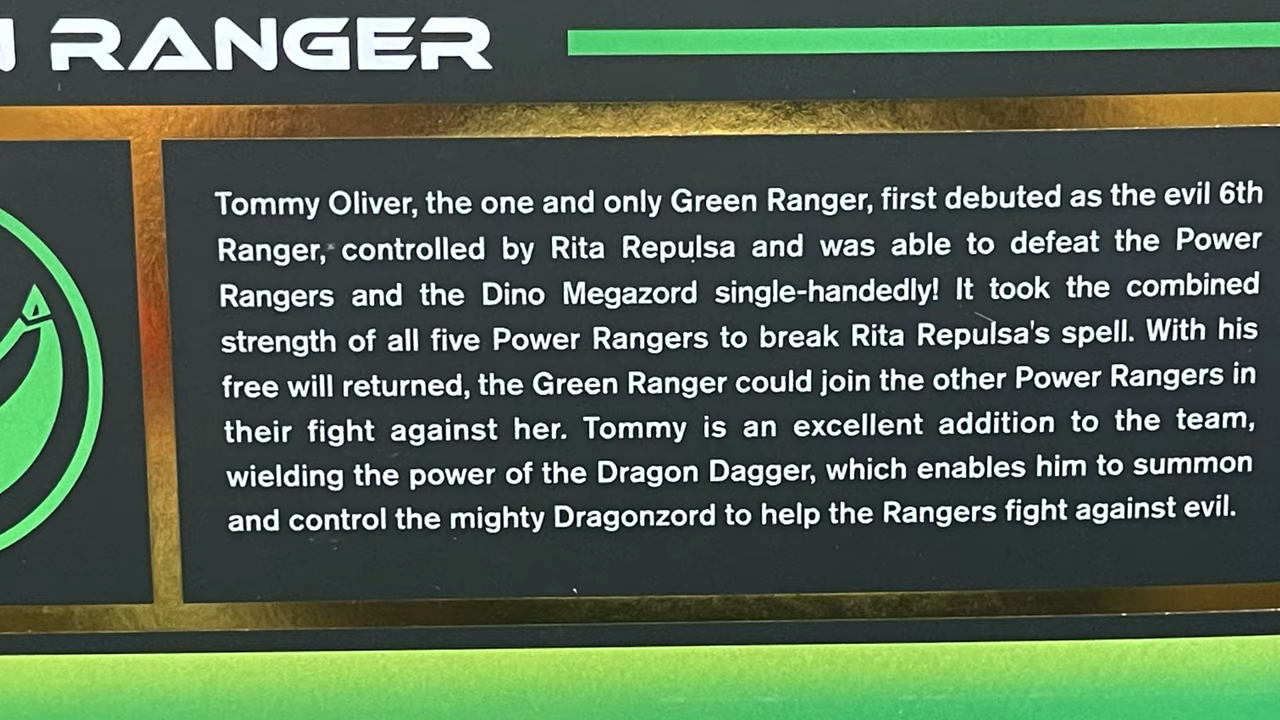 RANGER
Tommy Oliver, the one and only Green Ranger, first debuted as the evil 6th
Ranger, controlled by Rita Repulsa and was able to defeat the Power
Rangers and the Dino Megazord single-handedly! It took the combined
strength of all five Power Rangers to break Rita Repulsa's spell. With his
free will returned, the Green Ranger could join the other Power Rangers in
their fight against her. Tommy is an excellent addition to the team,
wielding the power of the Dragon Dagger, which enables him to summon
and control the mighty Dragonzord to help the Rangers fight against evil.